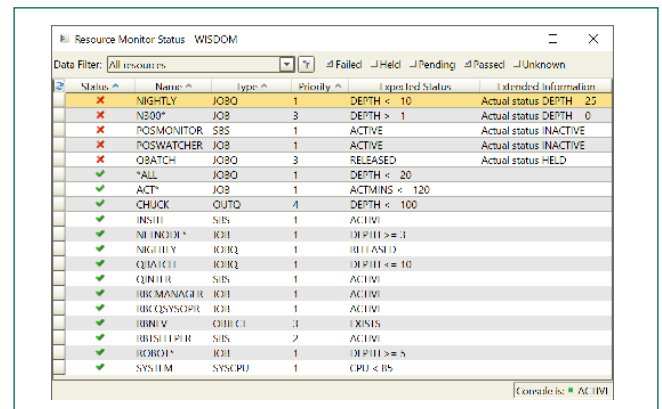 Resource Monitor Status WISDOM
Data Filter: All resources Failed Held Pending Passed Unknown
Status Name Type Priority Expected Status Extended Information
NIGHTLY JOBQ 1 DEPTH < 10 Actual status DEPTH 25
N300* JOB 3 DEPTH > 1 Actual status DEPTH 0
POSMONITOR SBS 1 ACTIVE Actual status INACTIVE
POSWATCHER JOB 1 ACTIVE Actual status INACTIVE
QBATCH JOBQ 3 RELEASED Actual status HELD
*ALL JOBQ 1 DEPTH < 20
ACT* JOB 1 ACTMINS < 120
CHUCK OUTQ 4 DEPTH < 100
SBS 1 ACTIVE
NETNODE* JOB 1 DEPTH >= 3
NIGHTLY JOBQ 1 RELEASED
QBATCH JOBQ 1 DEPTH <= 10
QINTER SBS 1 ACTIVE
RBCMANAGER JOB 1 ACTIVE
RBCQSYSOPR JOB 1 ACTIVE
OBJECT 3 EXISTS
RBTSLEEPER SBS 2 ACTIVE
ROBOT* JOB 1 DEPTH >= 5
SYSTEM SYSCPU 1 CPU < 85
Console is: ACTIVE